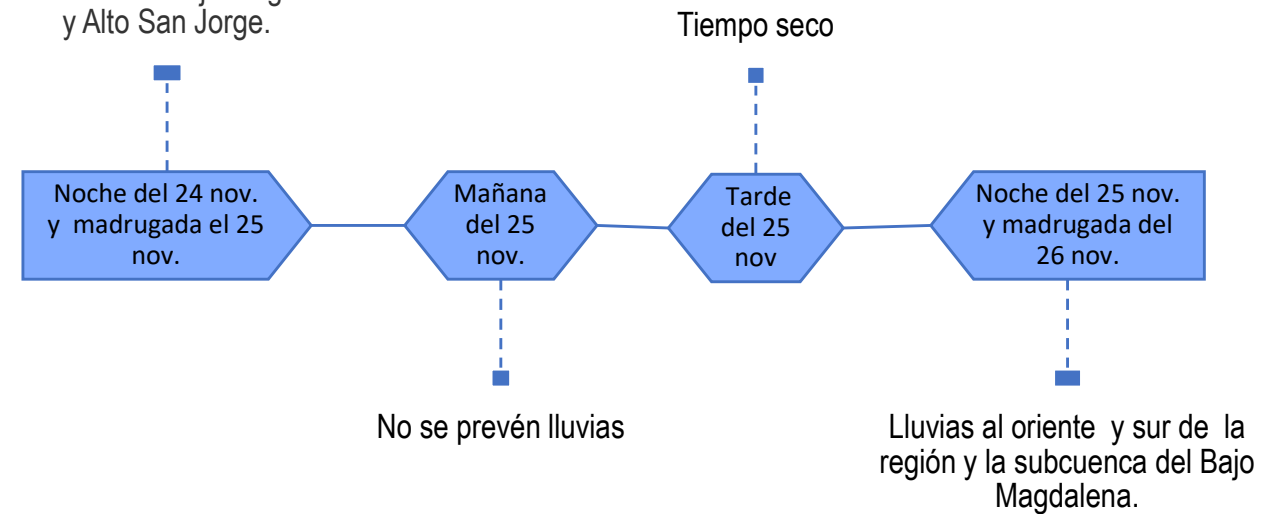 y Alto San Jorge.
Tiempo seco
Noche del 24 nov.
y madrugada el 25
nov.
Mañana
del 25
nov.
Tarde
del 25
nov
Noche del 25 nov.
y madrugada del
26 nov.
No se prevén lluvias
Lluvias al oriente y sur de la
región y la subcuenca del Bajo
Magdalena.